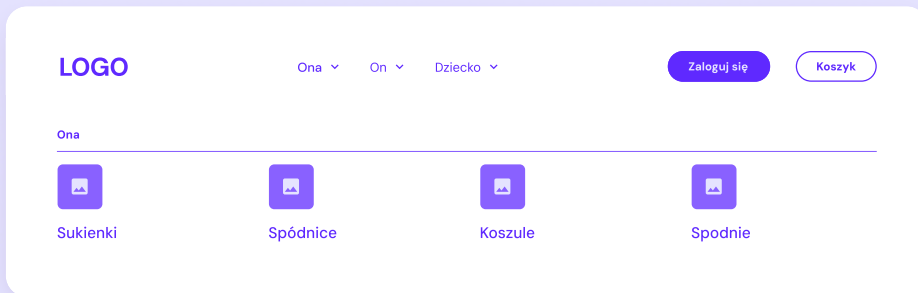 LOGO
Ona
On
Dziecko
Zaloguj się
Koszyk
Ona
Sukienki
Spódnice
Koszule
Spodnie